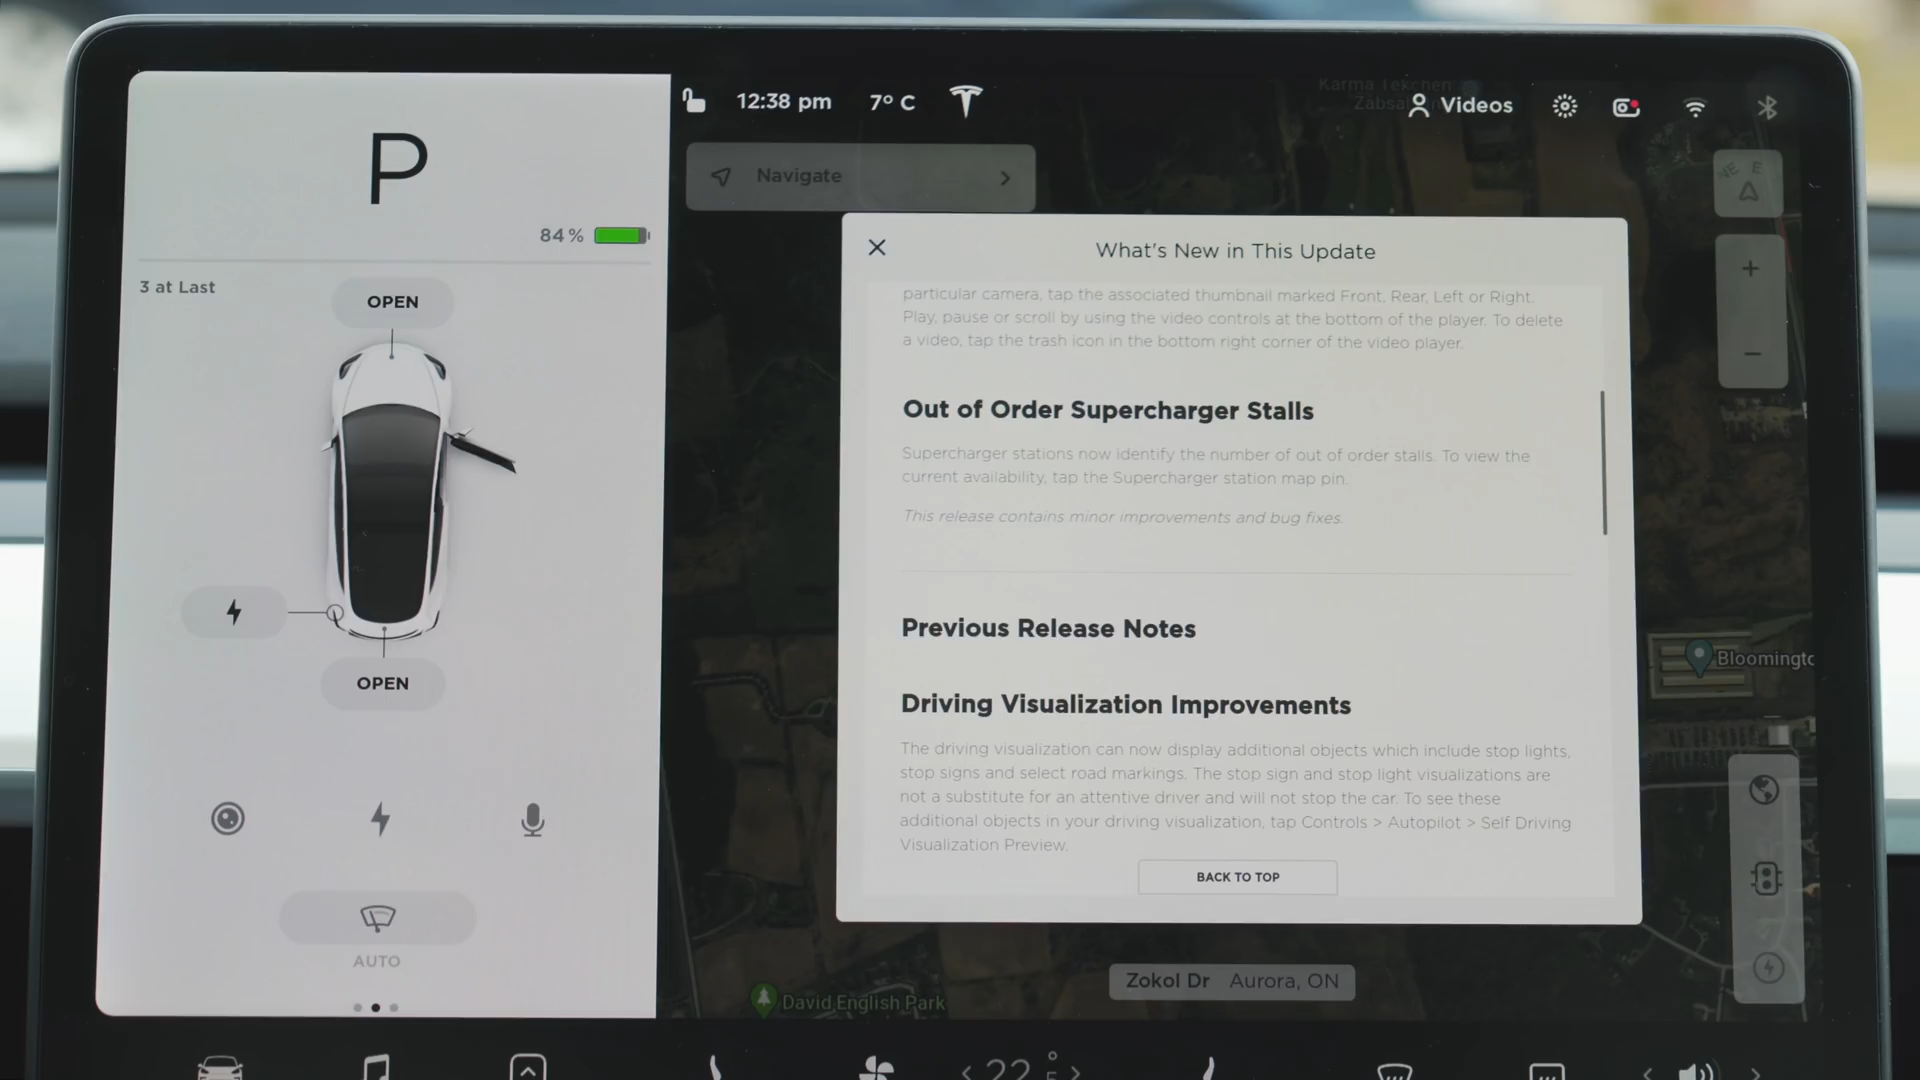 P
84 %
3 at Last
OPEN
OPEN
AUTO
12:38 pm
7° C
Videos
Navigate
NE E
What's New in This Update
particular camera, tap the associated thumbnail marked Front, Rear, Left or Right.
Play, pause or scroll by using the video controls at the bottom of the player. To delete
a video, tap the trash icon in the bottom right corner of the video player.
Out of Order Supercharger Stalls
Supercharger stations now identify the number of out of order stalls. To view the
current availability, tap the Supercharger station map pin.
This release contains minor improvements and bug fixes.
Previous Release Notes
Driving Visualization Improvements
The driving visualization can now display additional objects which include stop lights,
stop signs and select road markings. The stop sign and stop light visualizations are
not a substitute for an attentive driver and will not stop the car. To see these
additional objects in your driving visualization, tap Controls > Autopilot > Self Driving
Visualization Preview.
BACK TO TOP
Bloomingto
Zokol Dr Aurora, ON
David English Park
< 22.5° >